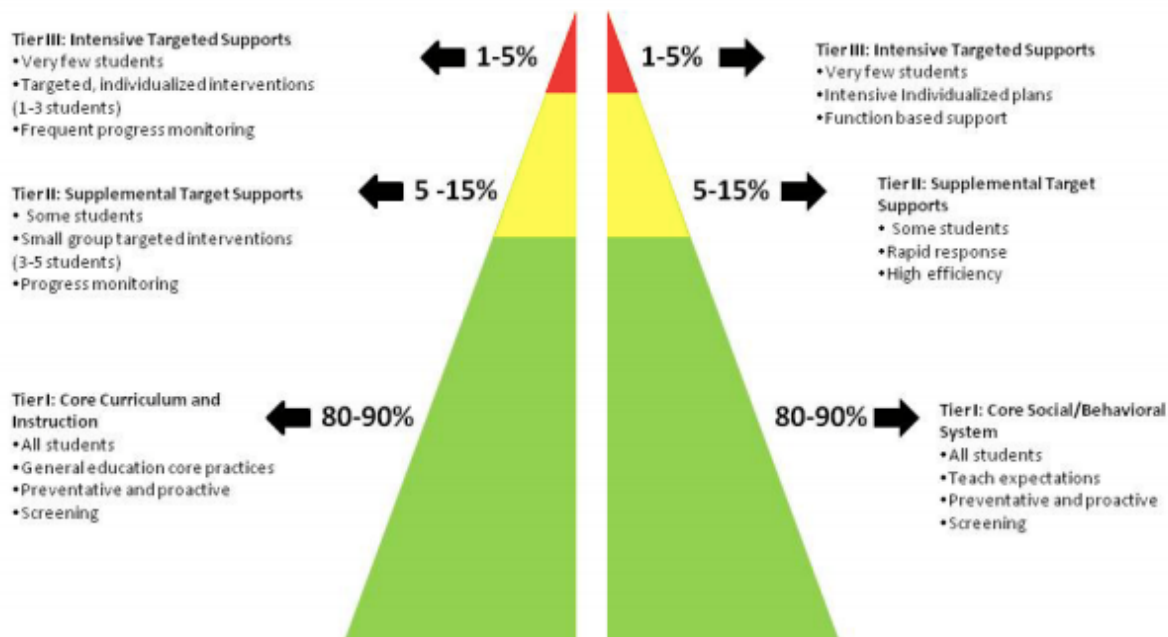 Tier III: Intensive Targeted Supports
•Very few students
•Targeted, individualized interventions
(1-3 students)
•Frequent progress monitoring
1-5%
Tier II: Supplemental Target Supports
• Some students
•Small group targeted interventions
(3-5 students)
•Progress monitoring
5 -15%
Tier I: Core Curriculum and
Instruction
•All students
•General education core practices
•Preventative and proactive
•Screening
80-90%
1-5%
Tier III: Intensive Targeted Supports
•Very few students
•Intensive Individualized plans
•Function based support
5-15%
Tier II: Supplemental Target
Supports
• Some students
•Rapid response
•High efficiency
80-90%
Tier I: Core Social/Behavioral
System
•All students
•Teach expectations
•Preventative and proactive
•Screening